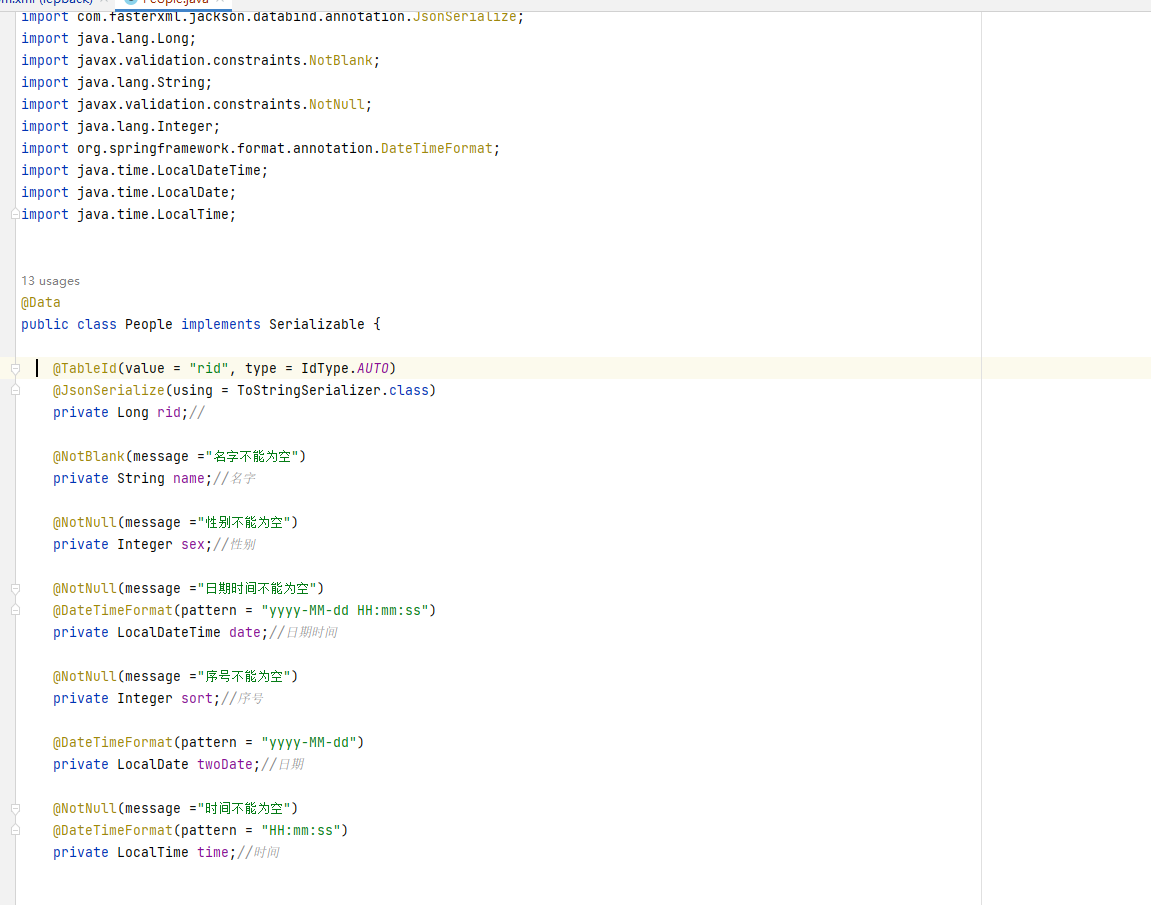 m.xml (lepback) People.java
import com.fasterxml.jackson.databind.annotation.JsonSerialize;
import java.lang.Long;
import javax.validation.constraints.NotBlank;
import java.lang.String;
import javax.validation.constraints.NotNull;
import java.lang.Integer;
import org.springframework.format.annotation.DateTimeFormat;
import java.time.LocalDateTime;
import java.time.LocalDate;
import java.time.LocalTime;
13 usages
@Data
public class People implements Serializable {
@TableId(value = "rid", type = IdType.AUTO)
@JsonSerialize(using = ToStringSerializer.class)
private Long rid;//
@NotBlank(message ="名字不能为空")
private String name;//名字
@NotNull(message ="性别不能为空")
private Integer sex;//性别
@NotNull(message ="日期时间不能为空")
@DateTimeFormat(pattern = "yyyy-MM-dd HH:mm:ss")
private LocalDateTime date;//日期时间
@NotNull(message ="序号不能为空")
private Integer sort;//序号
@DateTimeFormat(pattern = "yyyy-MM-dd")
private LocalDate twoDate;//日期
@NotNull(message ="时间不能为空")
@DateTimeFormat(pattern = "HH:mm:ss")
private LocalTime time;//时间